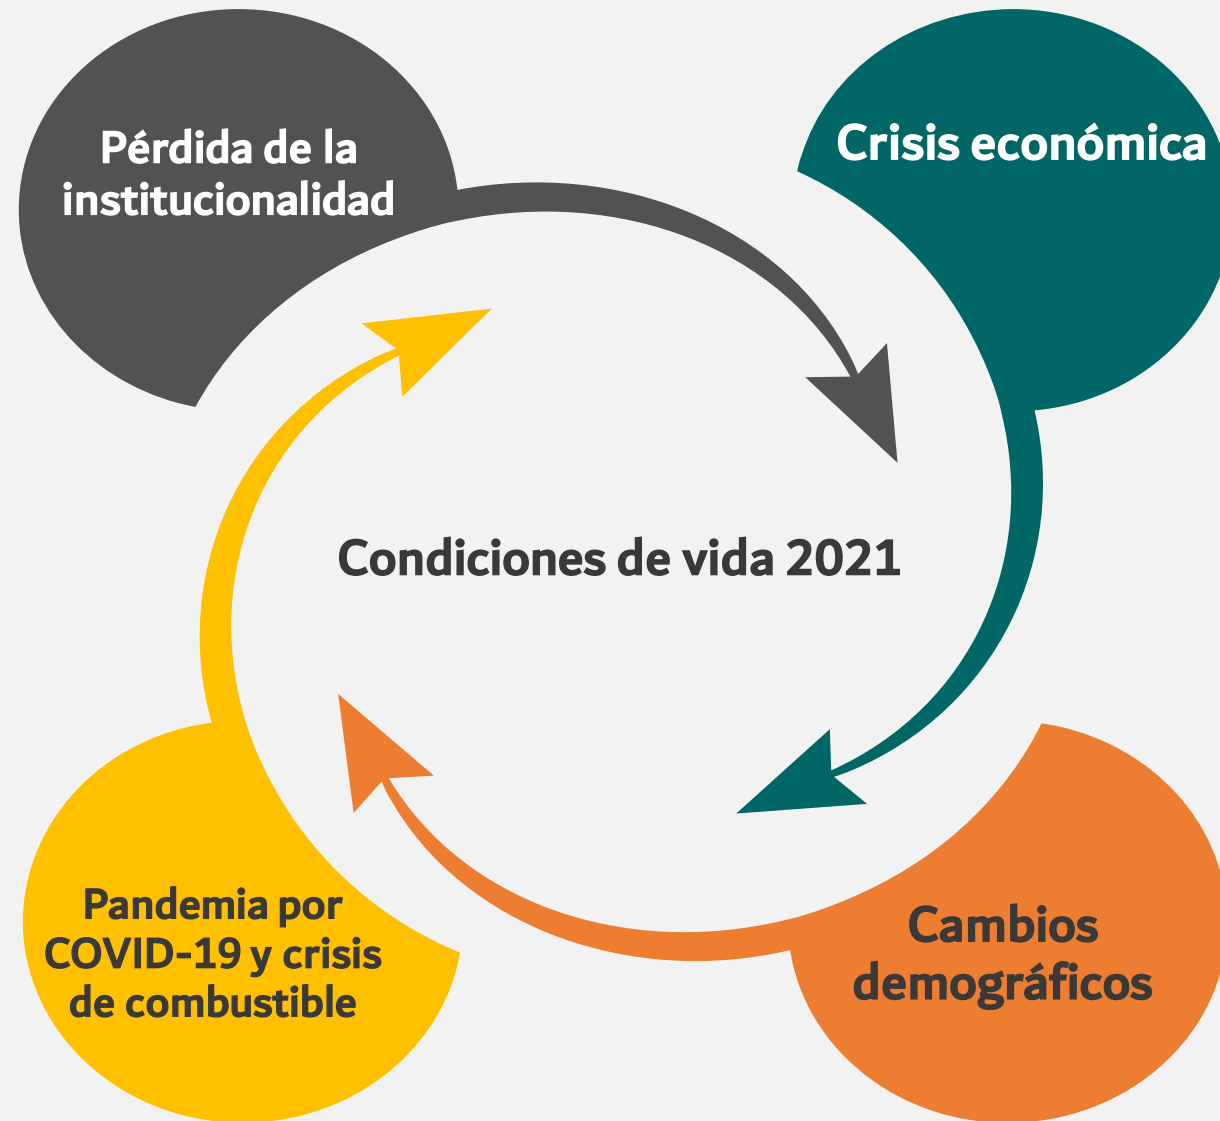 Pérdida de la
institucionalidad
Crisis económica
Condiciones de vida 2021
Pandemia por
COVID-19 y crisis
de combustible
Cambios
demográficos